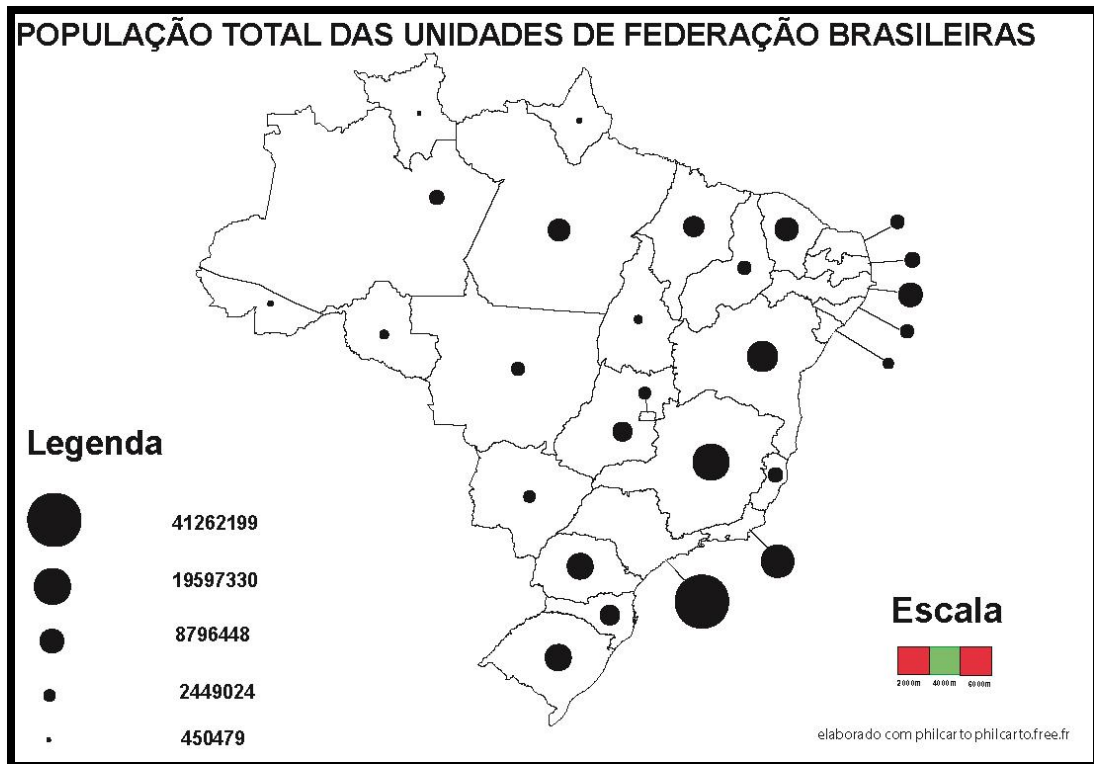 POPULAÇÃO TOTAL DAS UNIDADES DE FEDERAÇÃO BRASILEIRAS
Legenda
41262199
19597330
8796448
2449024
450479
Escala
2000m 4000m 6000m
elaborado com philcarto philcarto.free.fr